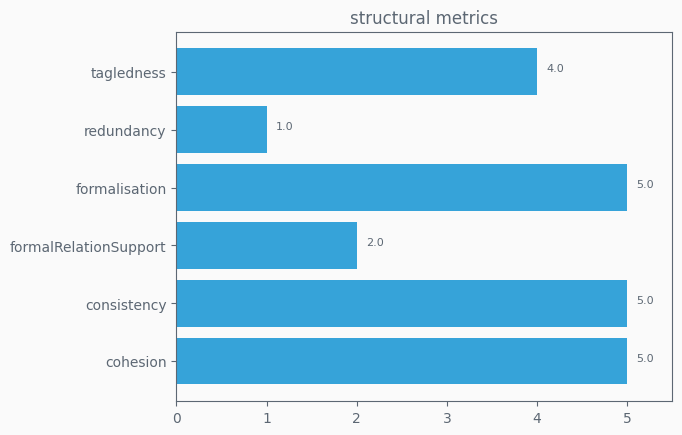 structural metrics
tagledness
4.0
redundancy
1.0
formalisation
5.0
formalRelationSupport
2.0
consistency
5.0
cohesion
5.0
0 1 2 3 4 5